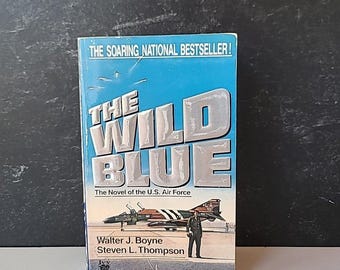 THE SOARING NATIONAL BESTSELLER!
THE
WILD
BLUE
The Novel of the U.S. Air Force
Walter J. Boyne
Steven L. Thompson